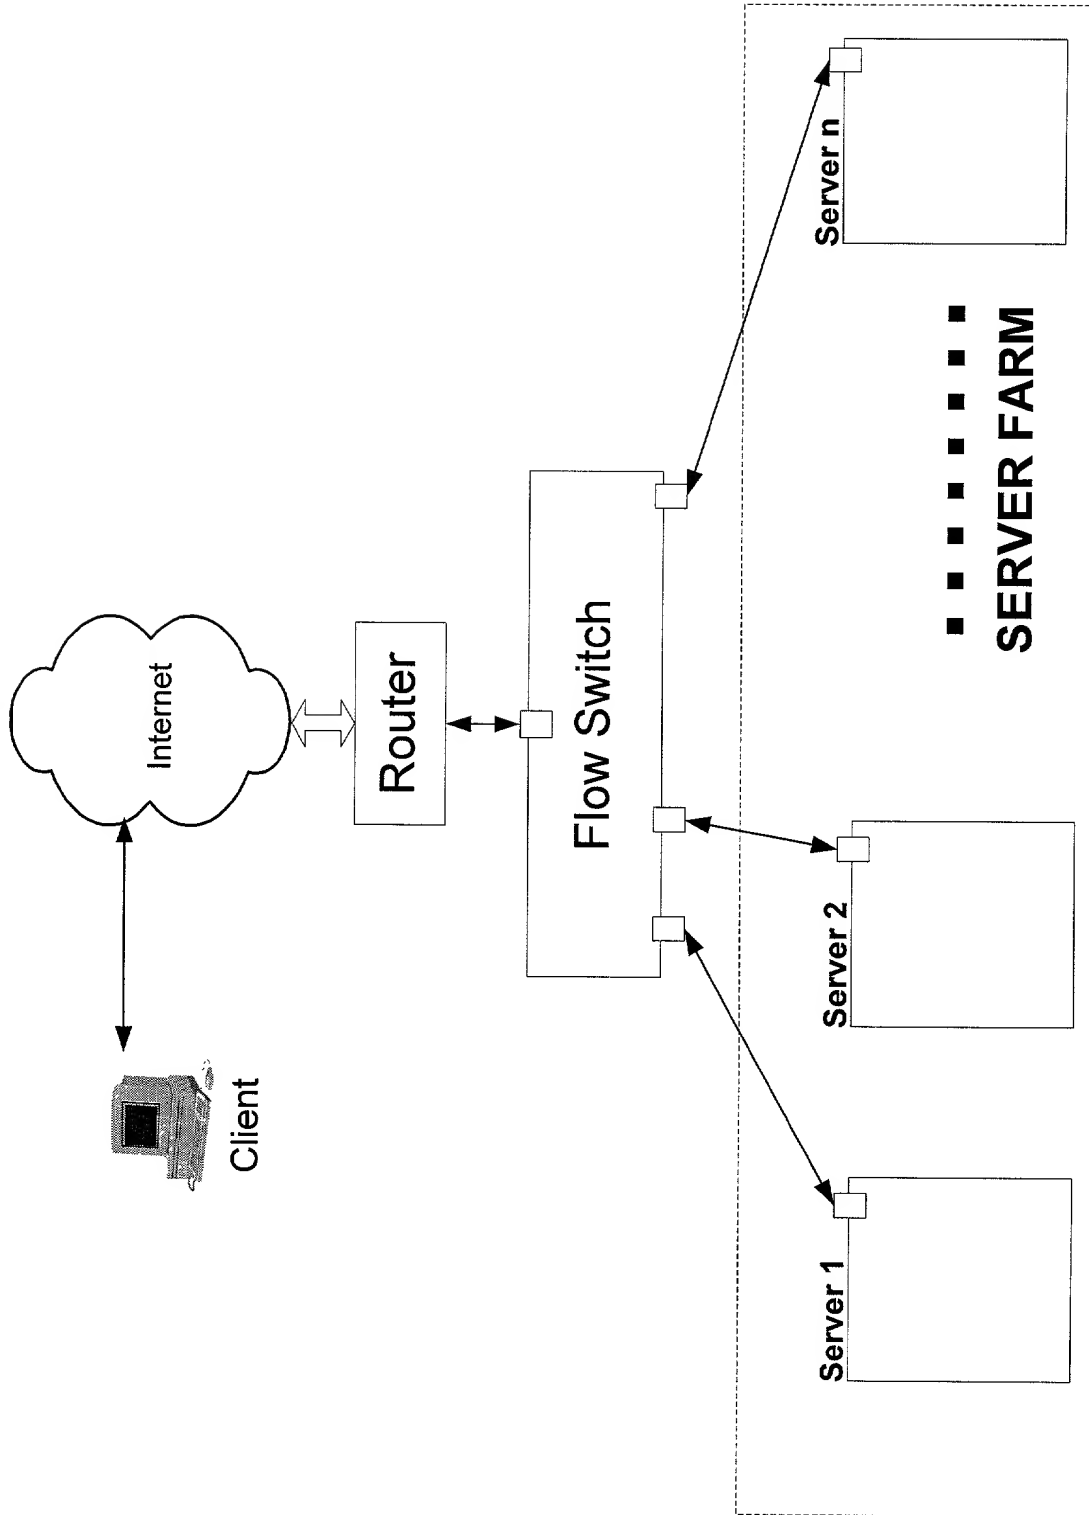 Client
Internet
Router
Flow Switch
Server 1
Server 2
Server n
SERVER FARM